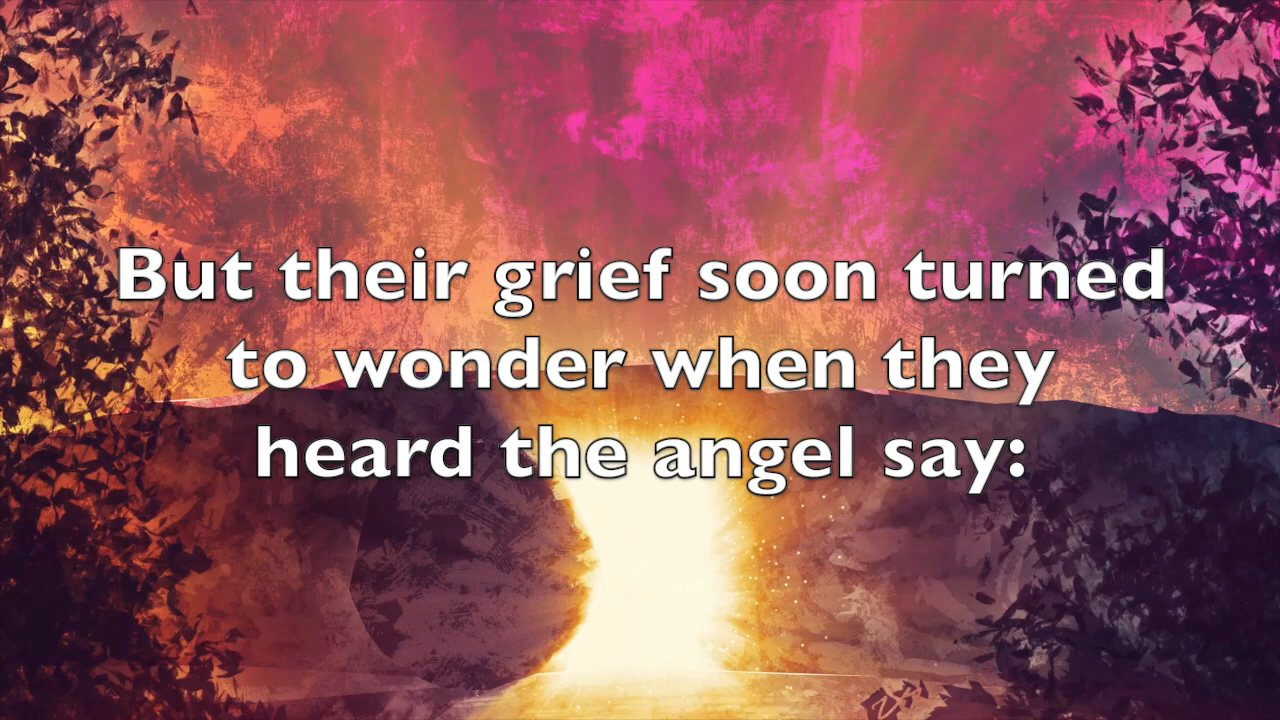 But their grief soon turned
to wonder when they
heard the angel say: